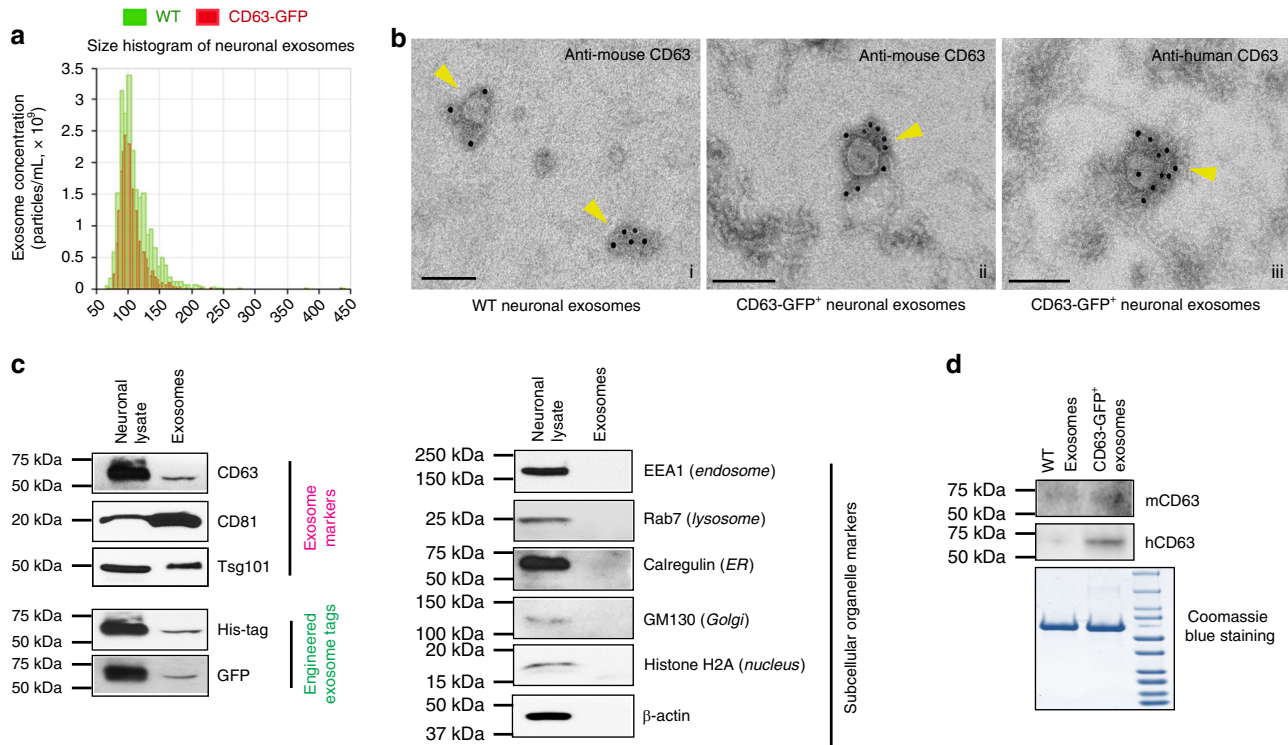 WT CD63-GFP
a
Size histogram of neuronal exosomes
Exosome concentration
(particles/mL, × 10⁹)
3.5
3
2.5
2
1.5
1
0.5
0
50 100 150 200 250 300 350 400 450
b
Anti-mouse CD63
i
WT neuronal exosomes
Anti-mouse CD63
ii
CD63-GFP⁺ neuronal exosomes
Anti-human CD63
iii
CD63-GFP⁺ neuronal exosomes
c
Neuronal
lysate
Exosomes
75 kDa
50 kDa
CD63
20 kDa
CD81
50 kDa
Tsg101
Exosome
markers
75 kDa
50 kDa
His-tag
75 kDa
50 kDa
GFP
Engineered
exosome tags
Neuronal
lysate
Exosomes
250 kDa
150 kDa
EEA1 (endosome)
25 kDa
Rab7 (lysosome)
75 kDa
50 kDa
Calregulin (ER)
150 kDa
100 kDa
GM130 (Golgi)
20 kDa
15 kDa
Histone H2A (nucleus)
50 kDa
37 kDa
β-actin
Subcellular organelle markers
d
WT
Exosomes
CD63-GFP⁺
exosomes
75 kDa
50 kDa
mCD63
75 kDa
50 kDa
hCD63
Coomassie
blue staining